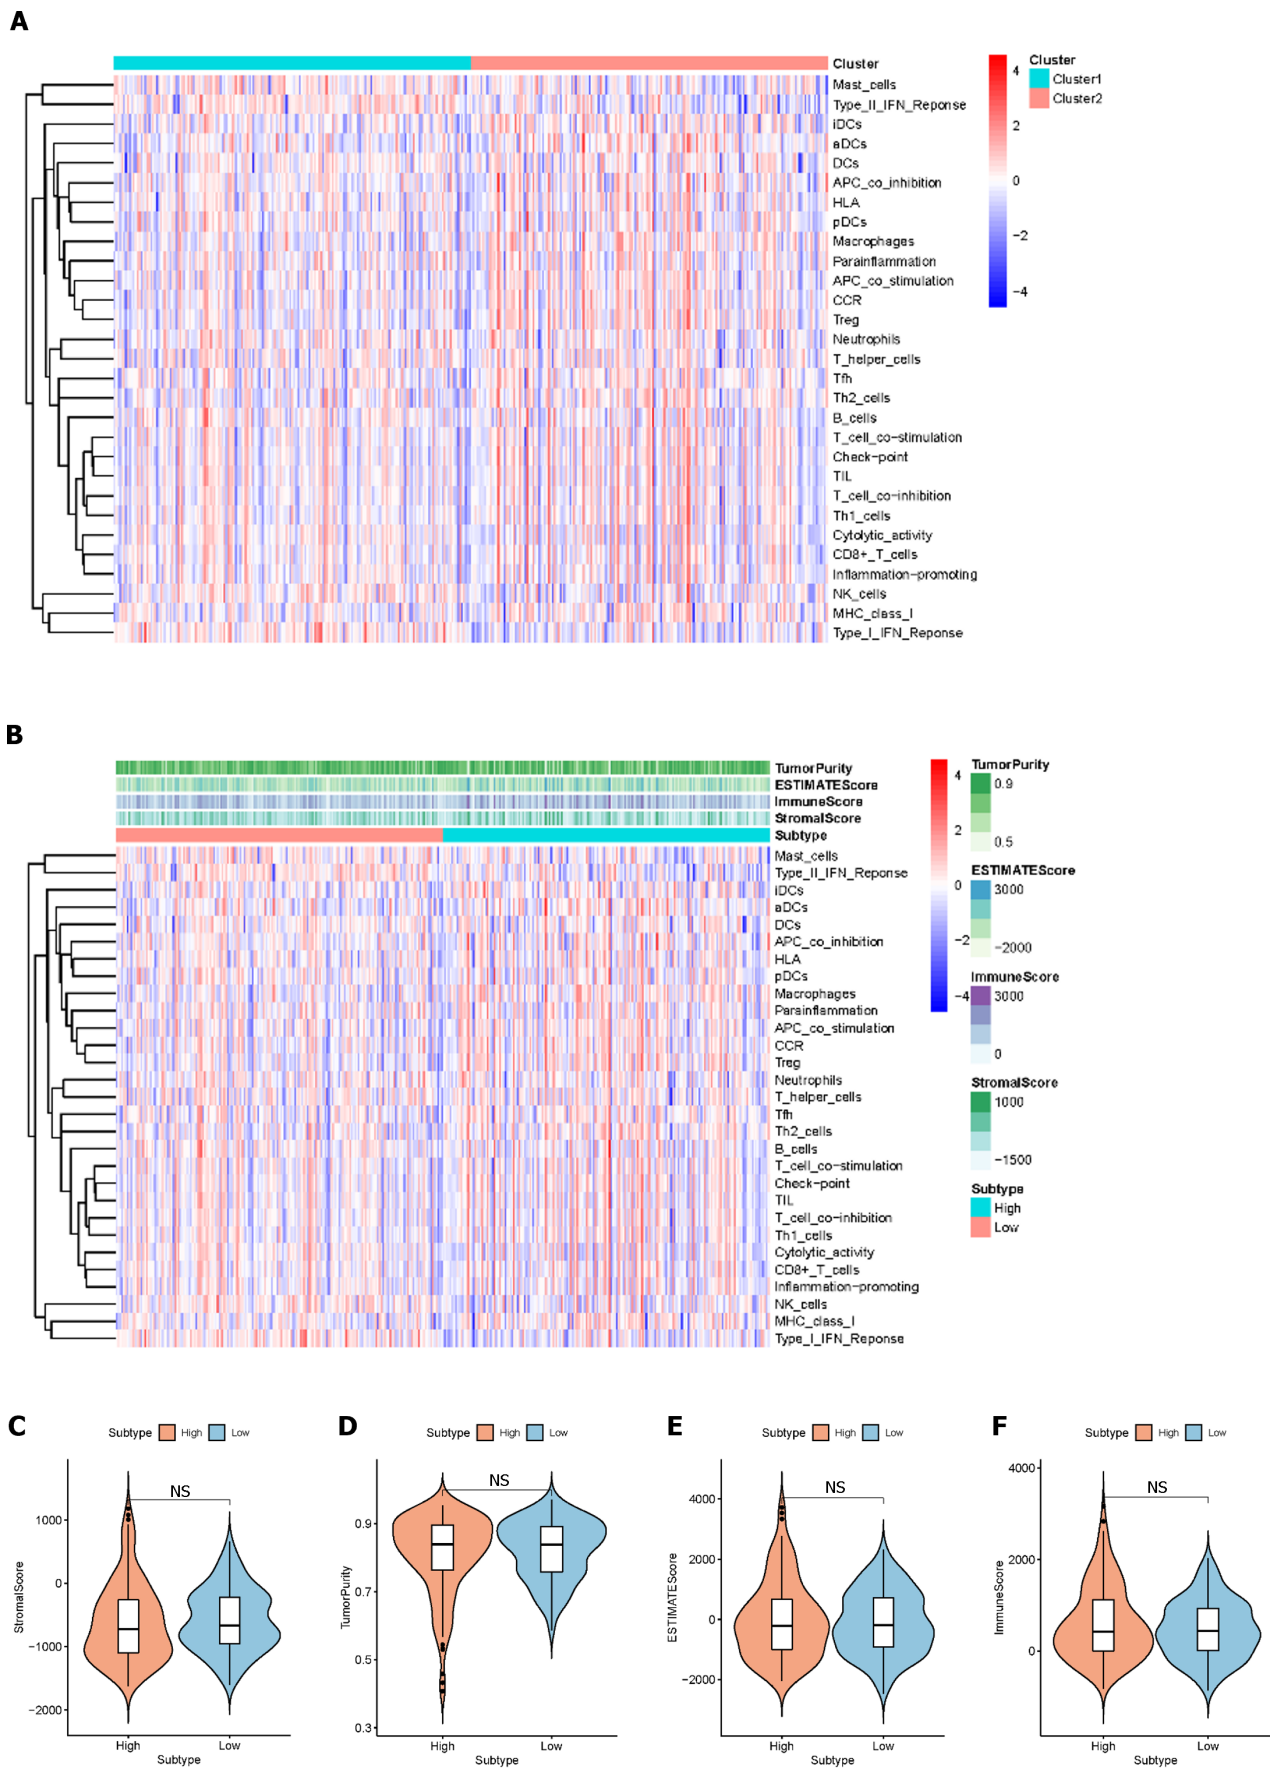 A
Cluster
Mast_cells
Type_II_IFN_Reponse
iDCs
aDCs
DCs
APC_co_inhibition
HLA
pDCs
Macrophages
Parainflammation
APC_co_stimulation
CCR
Treg
Neutrophils
T_helper_cells
Tfh
Th2_cells
B_cells
T_cell_co-stimulation
Check-point
TIL
T_cell_co-inhibition
Th1_cells
Cytolytic_activity
CD8+_T_cells
Inflammation-promoting
NK_cells
MHC_class_I
Type_I_IFN_Reponse
4
2
0
−2
−4
Cluster
Cluster1
Cluster2
B
TumorPurity
ESTIMATEScore
ImmuneScore
StromalScore
Subtype
Mast_cells
Type_II_IFN_Reponse
iDCs
aDCs
DCs
APC_co_inhibition
HLA
pDCs
Macrophages
Parainflammation
APC_co_stimulation
CCR
Treg
Neutrophils
T_helper_cells
Tfh
Th2_cells
B_cells
T_cell_co-stimulation
Check-point
TIL
T_cell_co-inhibition
Th1_cells
Cytolytic_activity
CD8+_T_cells
Inflammation-promoting
NK_cells
MHC_class_I
Type_I_IFN_Reponse
4
2
0
−2
−4
TumorPurity
0.9
0.5
ESTIMATEScore
3000
−2000
ImmuneScore
3000
0
StromalScore
1000
−1500
Subtype
High
Low
C
Subtype High Low
NS
StromalScore
1000
0
−1000
−2000
High Low
Subtype
D
Subtype High Low
NS
TumorPurity
0.9
0.7
0.5
0.3
High Low
Subtype
E
Subtype High Low
NS
ESTIMATEScore
4000
2000
0
−2000
High Low
Subtype
F
Subtype High Low
NS
ImmuneScore
4000
2000
0
High Low
Subtype